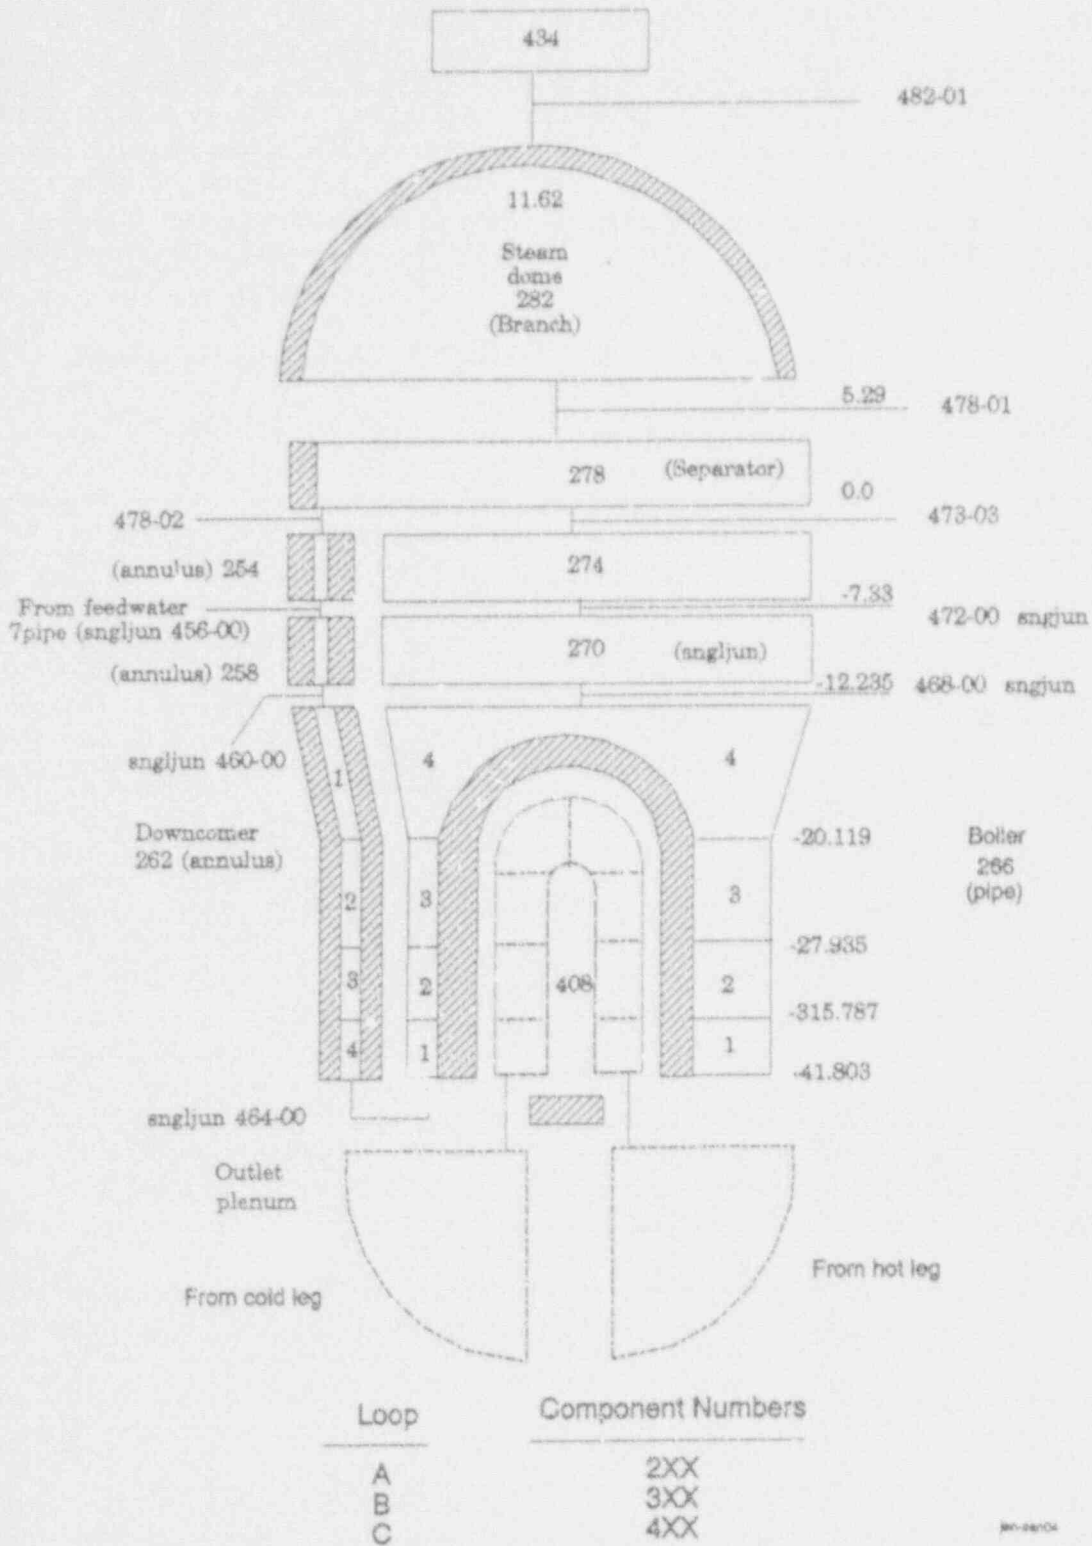 434
482-01
11.62
Steam
dome
282
(Branch)
5.29
478-01
278 (Separator)
0.0
478-02
473-03
(annulus) 254
274
-7.33
From feedwater
7pipe (sngljun 456-00)
472-00 sngjun
270 (sngljun)
(annulus) 258
-12.235
468-00 sngjun
sngljun 460-00
1
4
4
Downcomer
262 (annulus)
-20.119
Boiler
266
(pipe)
2
3
3
-27.935
3
2
408
2
-315.787
4
1
1
-41.803
sngljun 464-00
Outlet
plenum
From cold leg
From hot leg
Loop Component Numbers
A 2XX
B 3XX
C 4XX